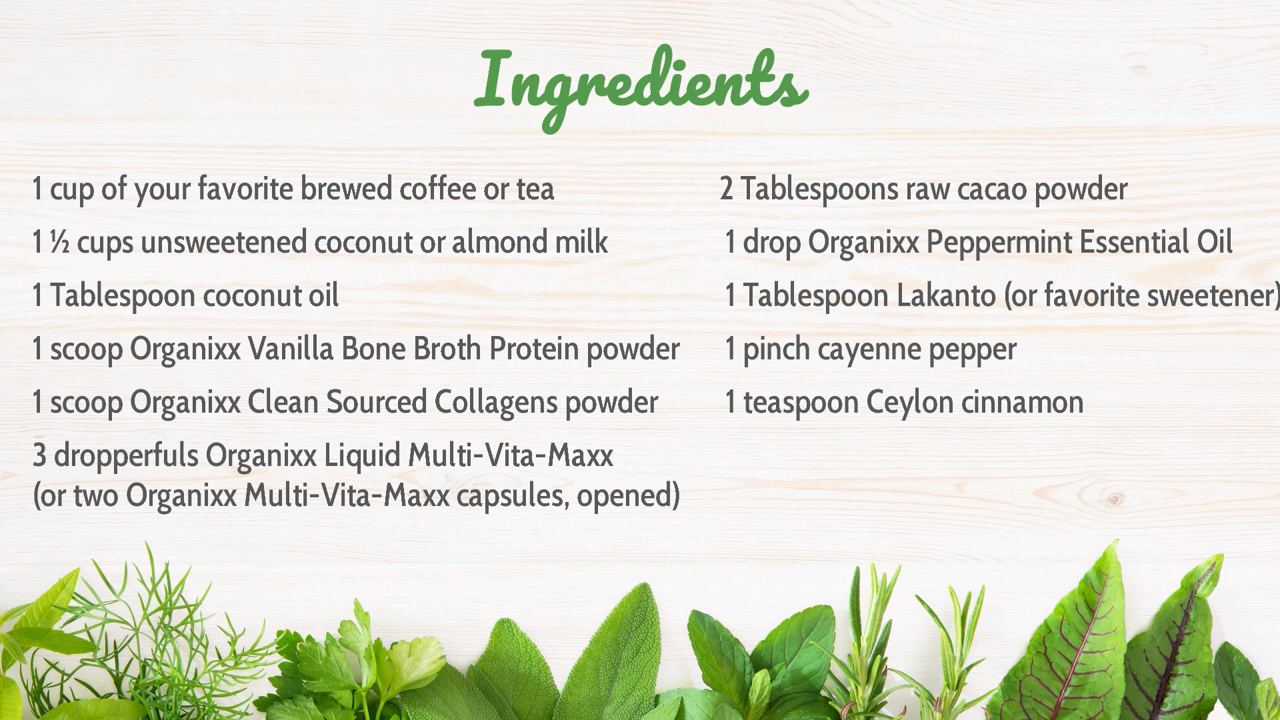 Ingredients
1 cup of your favorite brewed coffee or tea
1 ½ cups unsweetened coconut or almond milk
1 Tablespoon coconut oil
1 scoop Organixx Vanilla Bone Broth Protein powder
1 scoop Organixx Clean Sourced Collagens powder
3 dropperfuls Organixx Liquid Multi-Vita-Maxx
(or two Organixx Multi-Vita-Maxx capsules, opened)
2 Tablespoons raw cacao powder
1 drop Organixx Peppermint Essential Oil
1 Tablespoon Lakanto (or favorite sweetener)
1 pinch cayenne pepper
1 teaspoon Ceylon cinnamon